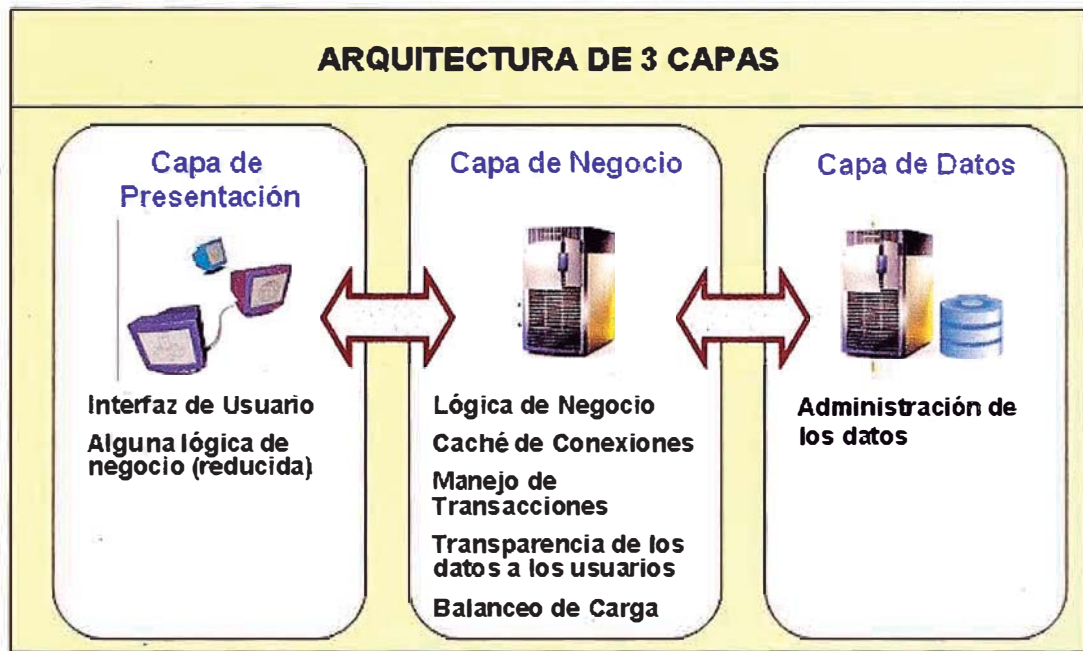 ARQUITECTURA DE 3 CAPAS
Capa de
Presentación
Interfaz de Usuario
Alguna lógica de
negocio (reducida)
Capa de Negocio
Lógica de Negocio
Caché de Conexiones
Manejo de
Transacciones
Transparencia de los
datos a los usuarios
Balanceo de Carga
Capa de Datos
Administración de
los datos